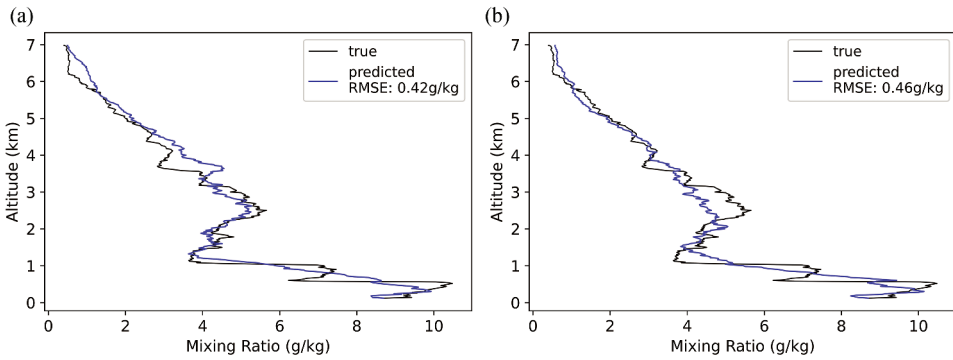 (a)
true
predicted
RMSE: 0.42g/kg
7
6
5
4
3
2
1
0
Altitude (km)
0
2
4
6
8
10
Mixing Ratio (g/kg)
(b)
true
predicted
RMSE: 0.46g/kg
7
6
5
4
3
2
1
0
Altitude (km)
0
2
4
6
8
10
Mixing Ratio (g/kg)